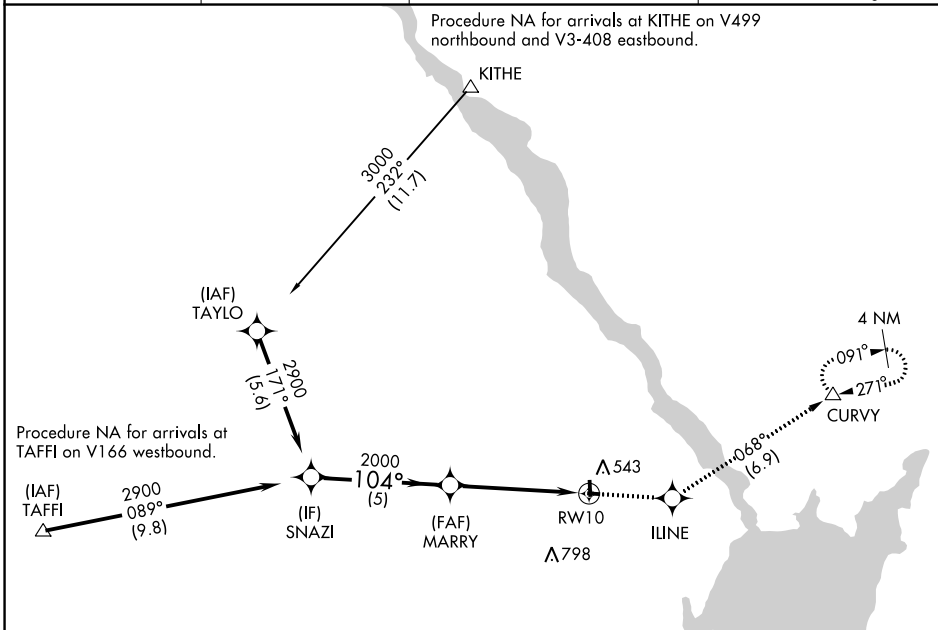 Procedure NA for arrivals at KITHE on V499
northbound and V3-408 eastbound.
KITHE
3000
232°
(11.7)
(IAF)
TAYLO
2900
171°
(5.6)
4 NM
091°
271°
CURVY
068°
(6.9)
Procedure NA for arrivals at
TAFFI on V166 westbound.
(IAF)
TAFFI
2900
089°
(9.8)
(IF)
SNAZI
2000
104°
(5)
(FAF)
MARRY
543
RW10
ILINE
798